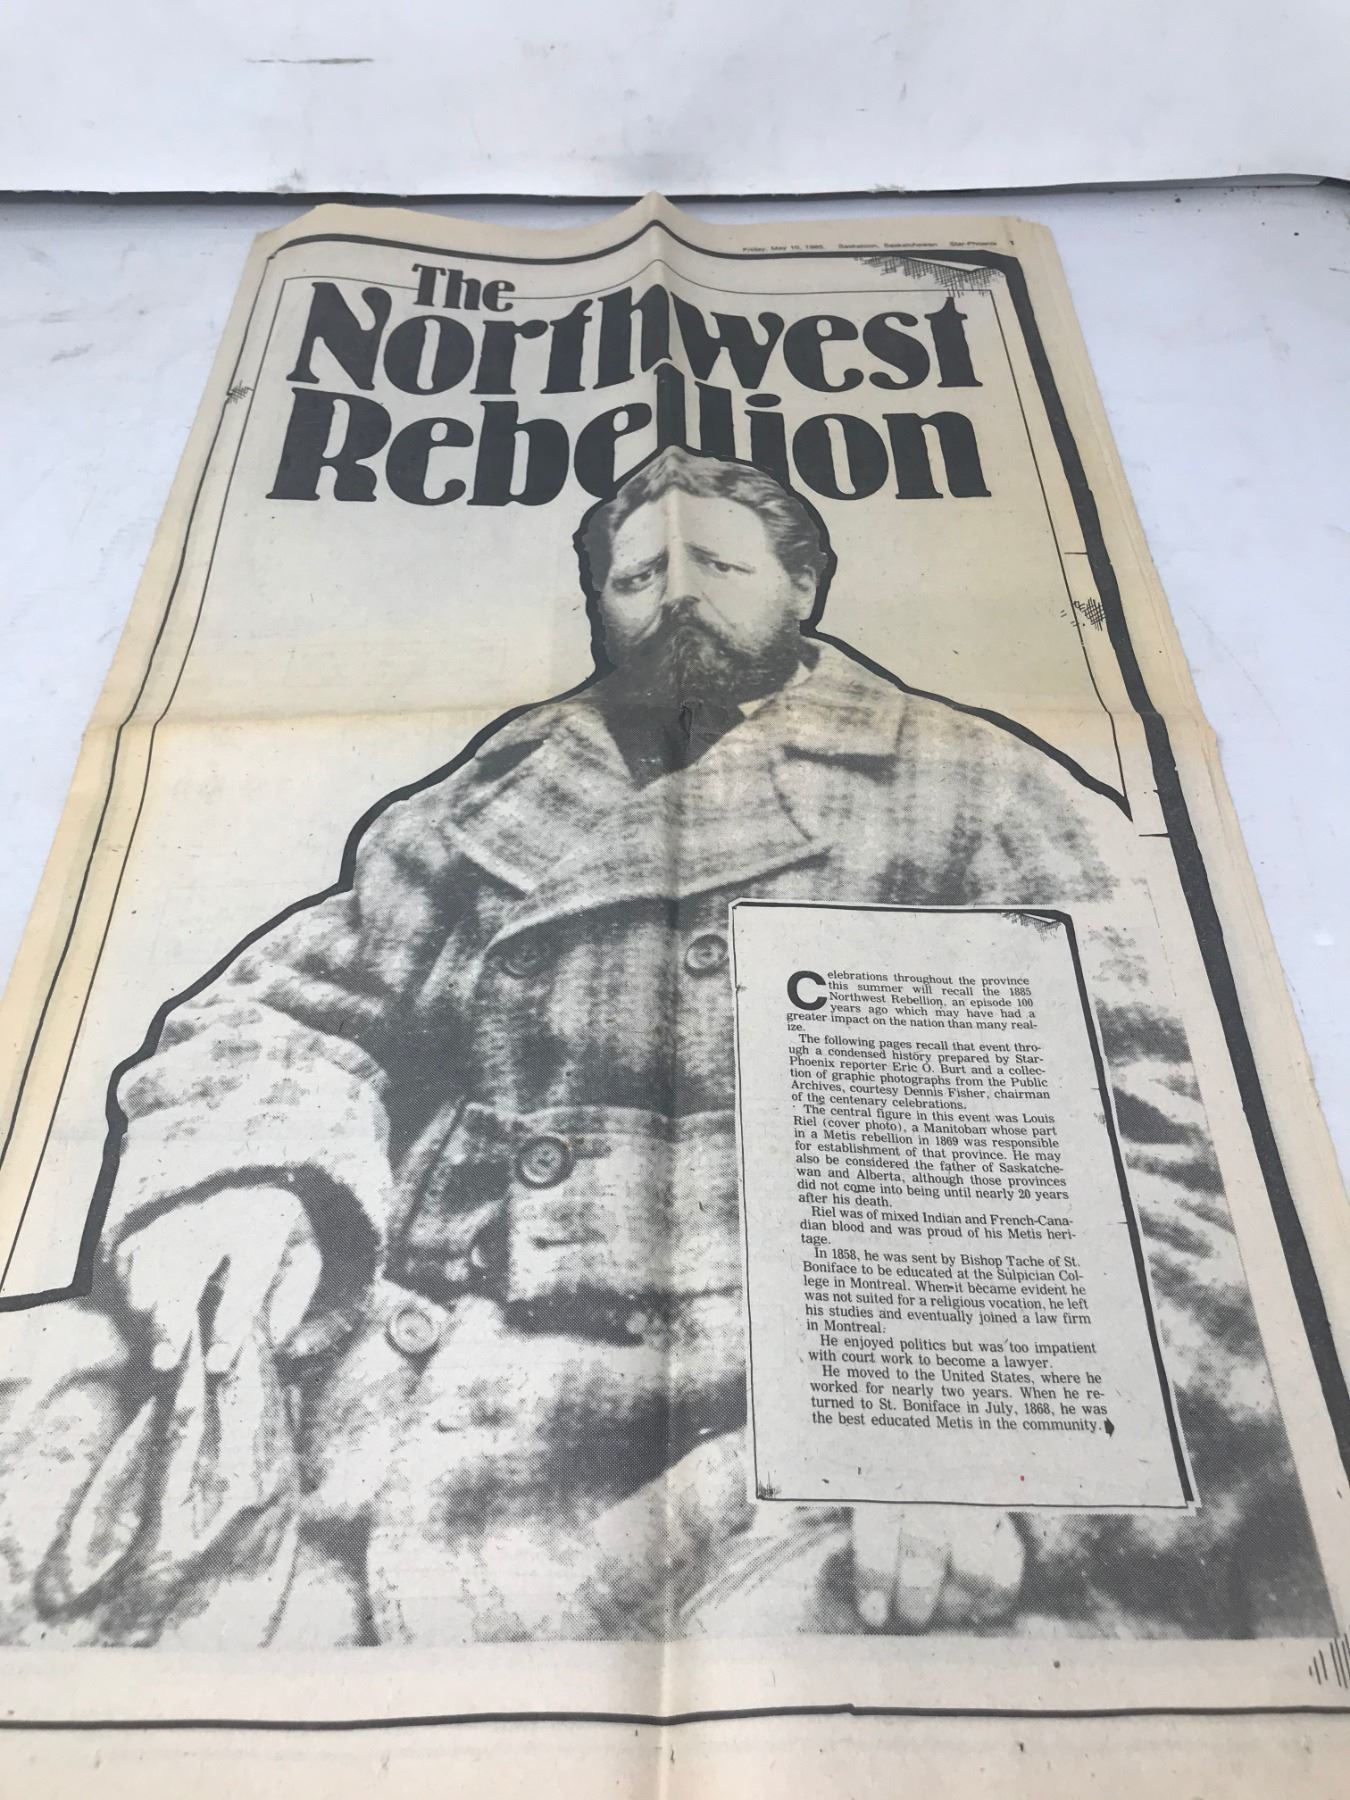 Friday, May 10, 1985. Saskatoon, Saskatchewan Star-Phoenix 1
The
Northwest
Rebellion
Celebrations throughout the province
this summer will recall the 1885
Northwest Rebellion, an episode 100
years ago which may have had a
greater impact on the nation than many real-
ize.
The following pages recall that event thro-
ugh a condensed history prepared by Star-
Phoenix reporter Eric O. Burt and a collec-
tion of graphic photographs from the Public
Archives, courtesy Dennis Fisher, chairman
of the centenary celebrations.
The central figure in this event was Louis
Riel (cover photo), a Manitoban whose part
in a Metis rebellion in 1869 was responsible
for establishment of that province. He may
also be considered the father of Saskatche-
wan and Alberta, although those provinces
did not come into being until nearly 20 years
after his death.
Riel was of mixed Indian and French-Cana-
dian blood and was proud of his Metis heri-
tage.
In 1858, he was sent by Bishop Tache of St.
Boniface to be educated at the Sulpician Col-
lege in Montreal. When it became evident he
was not suited for a religious vocation, he left
his studies and eventually joined a law firm
in Montreal.
He enjoyed politics but was too impatient
with court work to become a lawyer.
He moved to the United States, where he
worked for nearly two years. When he re-
turned to St. Boniface in July, 1868, he was
the best educated Metis in the community.